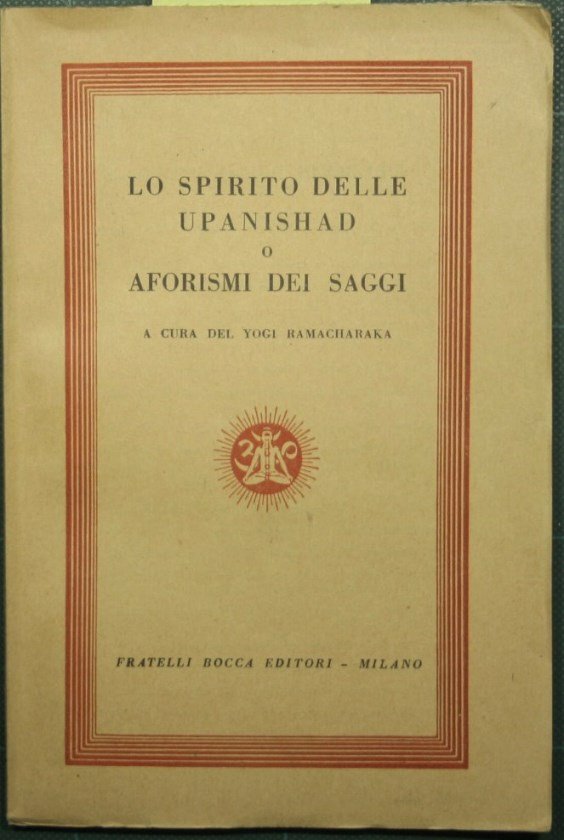 LO SPIRITO DELLE
UPANISHAD
O
AFORISMI DEI SAGGI
A CURA DEL YOGI RAMACHARAKA
FRATELLI BOCCA EDITORI - MILANO